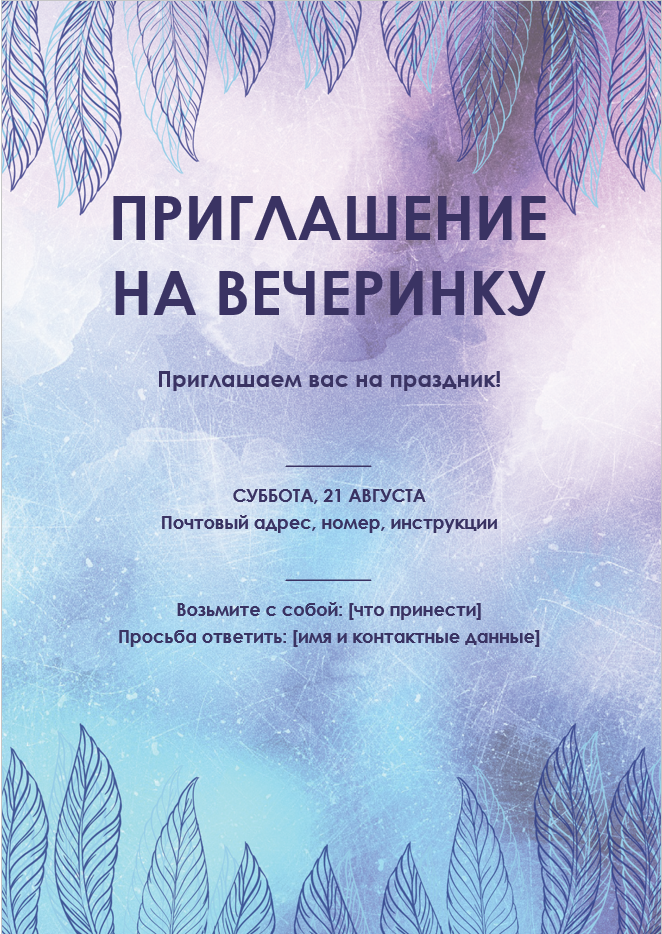 ПРИГЛАШЕНИЕ
НА ВЕЧЕРИНКУ
Приглашаем вас на праздник!
СУББОТА, 21 АВГУСТА
Почтовый адрес, номер, инструкции
Возьмите с собой: [что принести]
Просьба ответить: [имя и контактные данные]